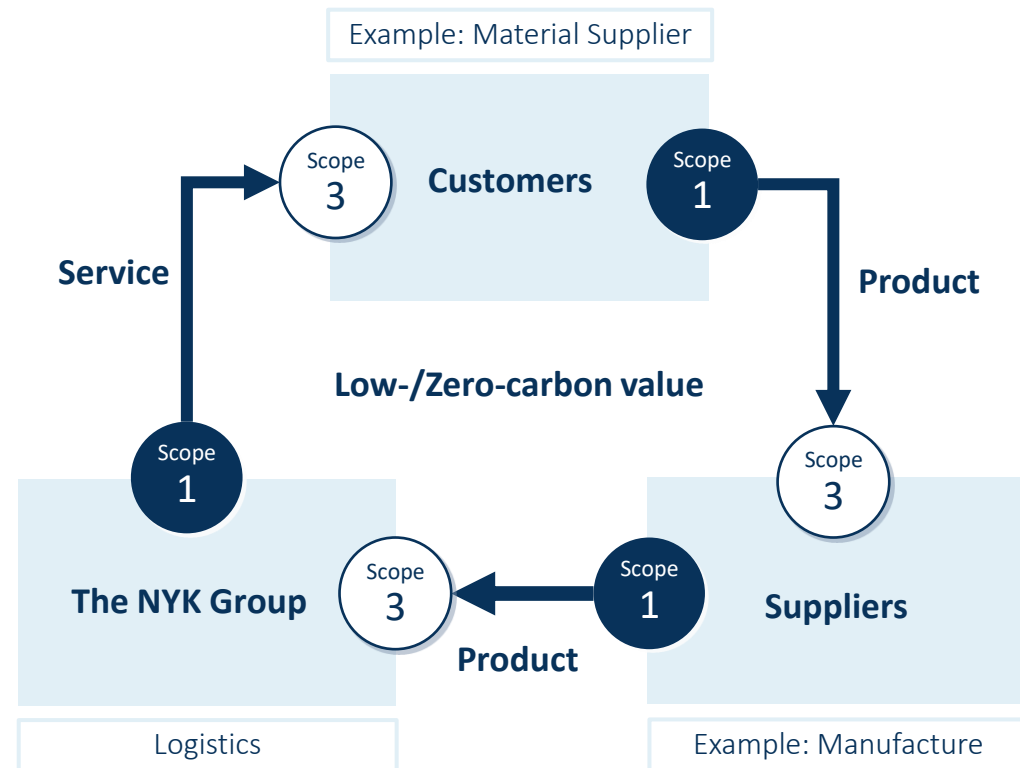 Example: Material Supplier
Scope
3
Customers
Scope
1
Service
Product
Low-/Zero-carbon value
Scope
1
Scope
3
The NYK Group
Scope
3
Scope
1
Suppliers
Product
Logistics
Example: Manufacture